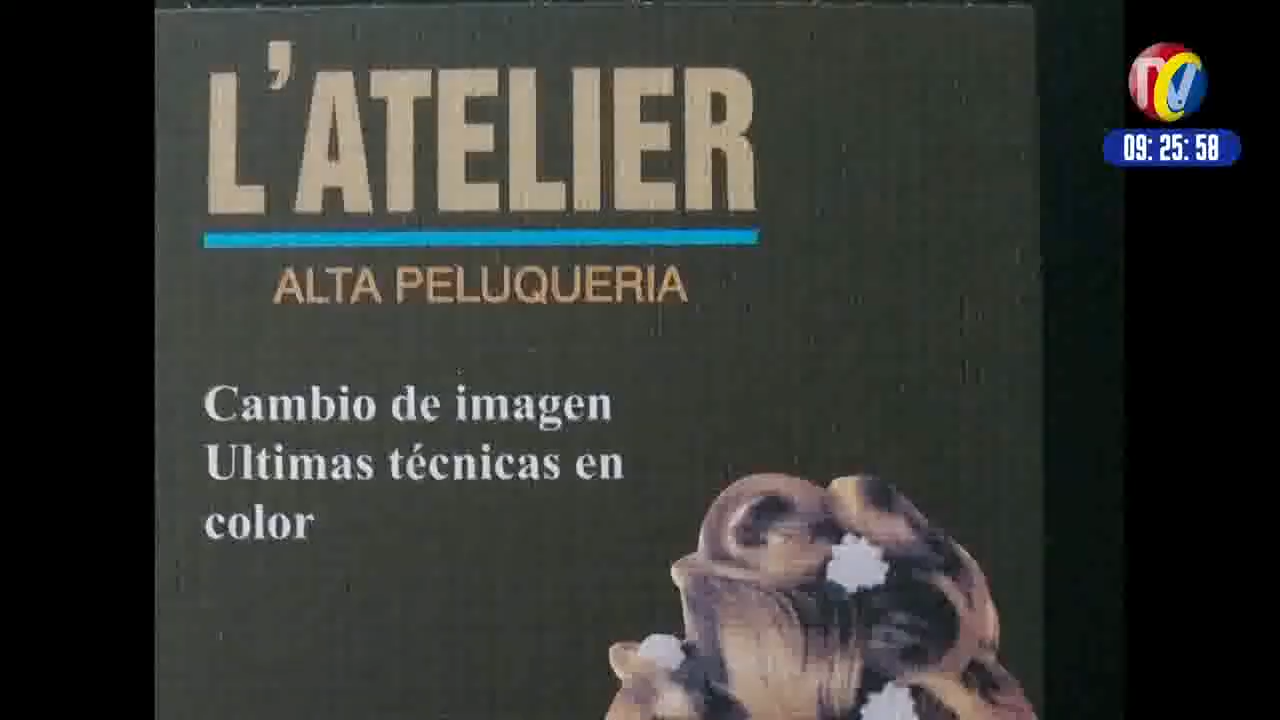 L'ATELIER
ALTA PELUQUERIA
Cambio de imagen
Ultimas técnicas en
color
09: 25: 58